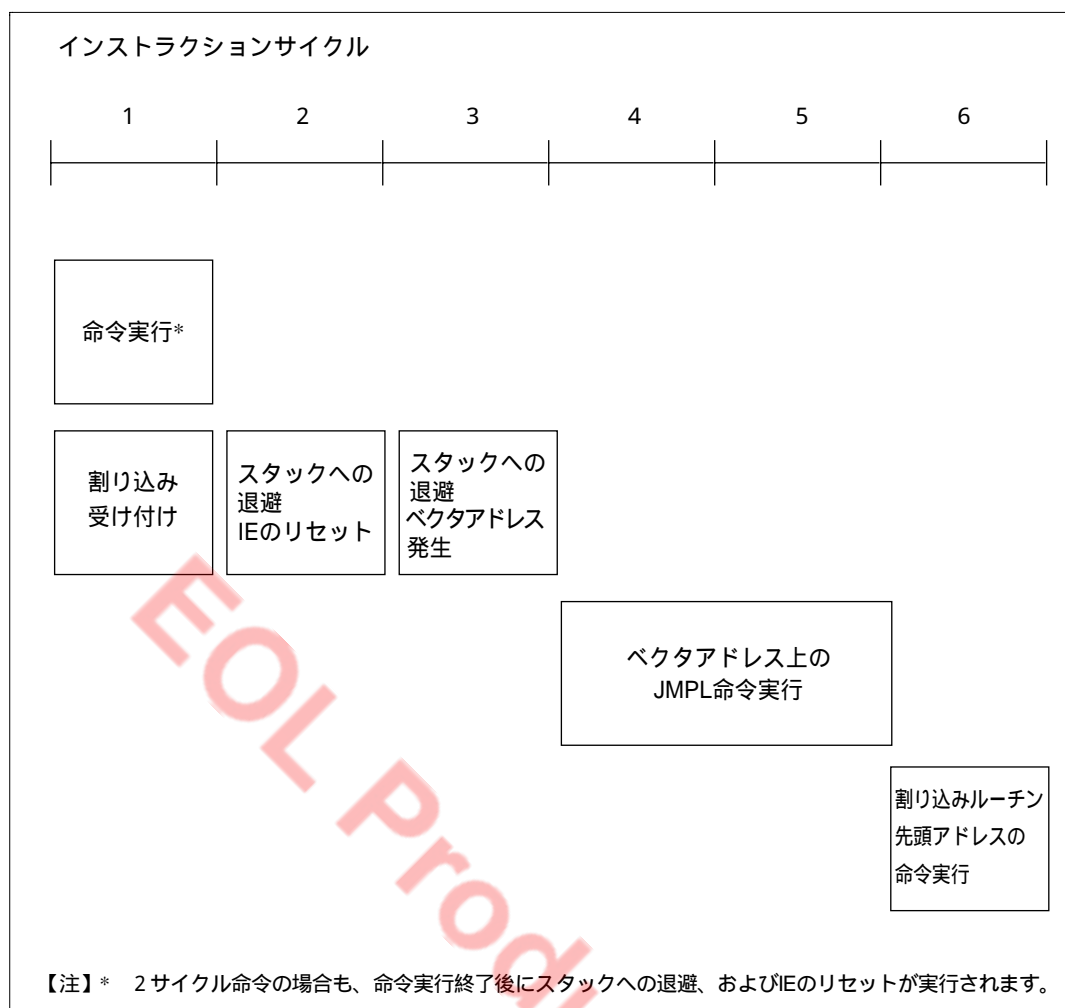 インストラクションサイクル
1 2 3 4 5 6
命令実行*
割り込み
受け付け
スタックへの
退避
IEのリセット
スタックへの
退避
ベクタアドレス
発生
ベクタアドレス上の
JMPL命令実行
割り込みルーチン
先頭アドレスの
命令実行
【注】* 2サイクル命令の場合も、命令実行終了後にスタックへの退避、およびIEのリセットが実行されます。
EOL Produ